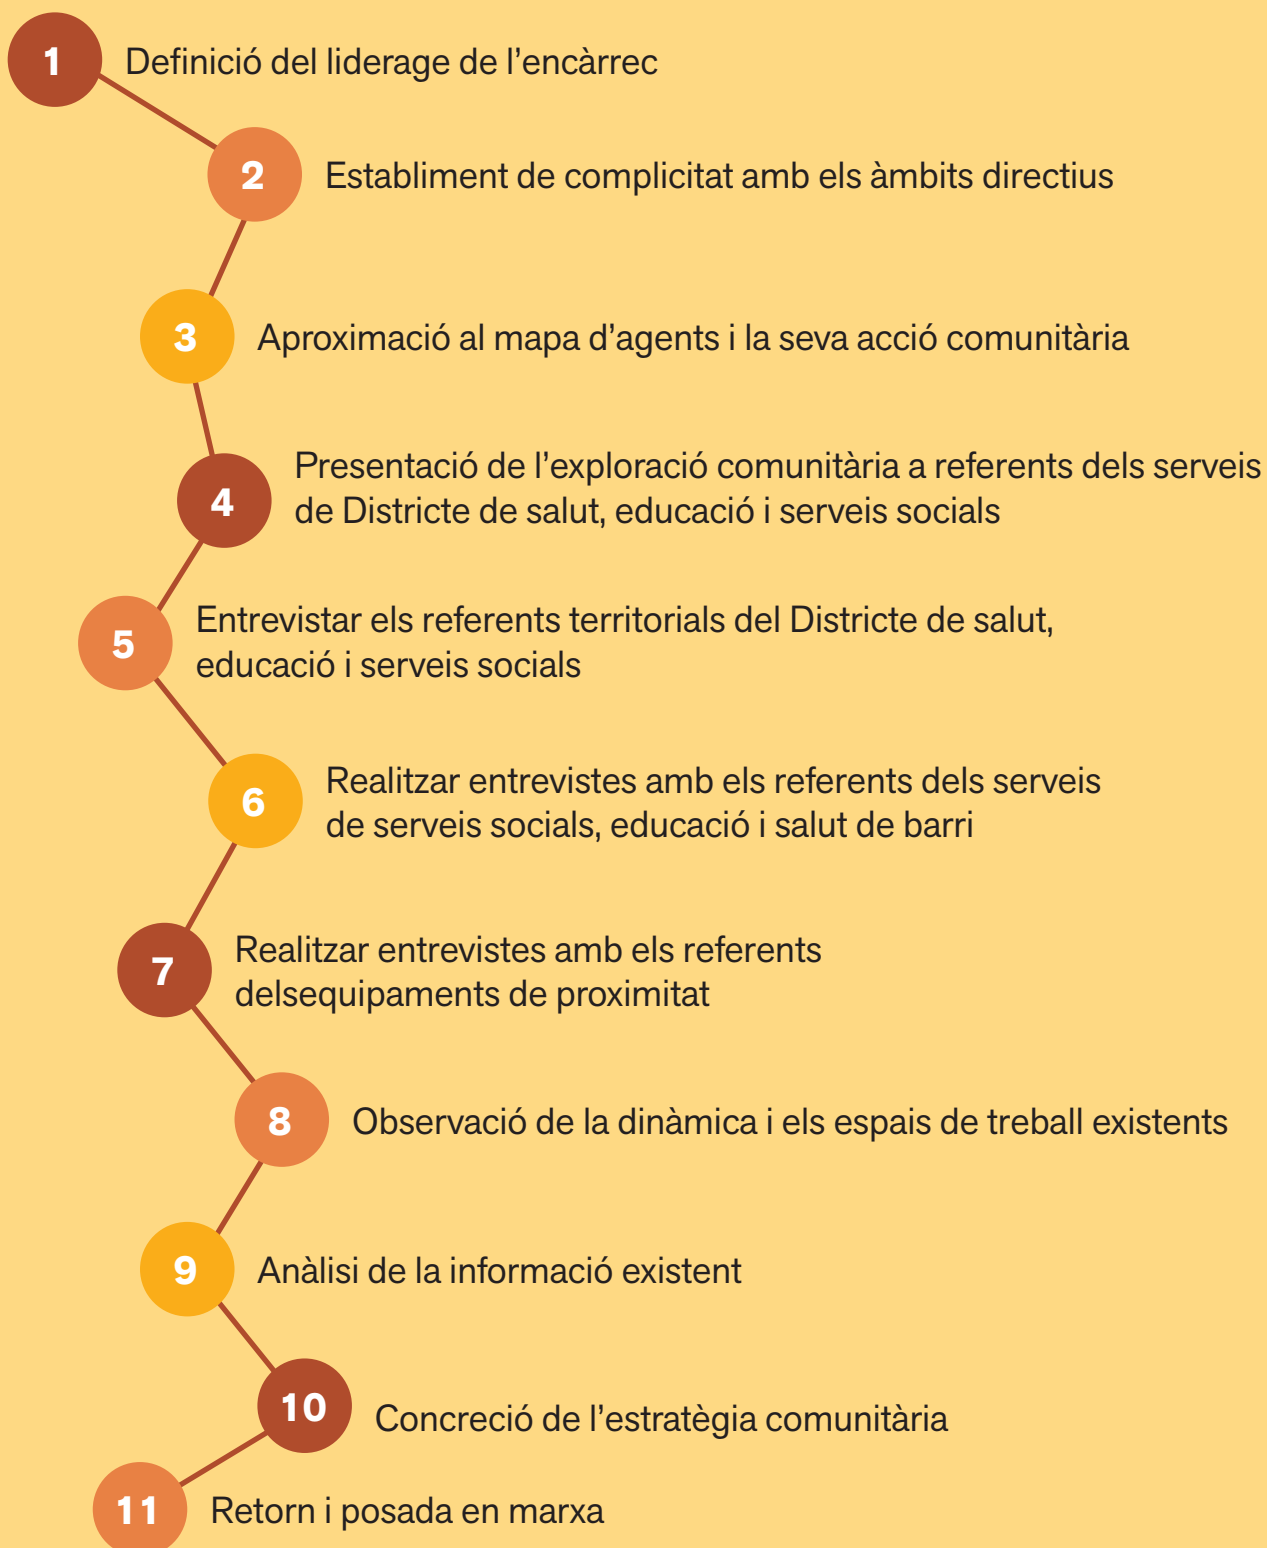 1 Definició del liderage de l’encàrrec
2 Establiment de complicitat amb els àmbits directius
3 Aproximació al mapa d’agents i la seva acció comunitària
4 Presentació de l’exploració comunitària a referents dels serveis
de Districte de salut, educació i serveis socials
5 Entrevistar els referents territorials del Districte de salut,
educació i serveis socials
6 Realitzar entrevistes amb els referents dels serveis
de serveis socials, educació i salut de barri
7 Realitzar entrevistes amb els referents
delsequipaments de proximitat
8 Observació de la dinàmica i els espais de treball existents
9 Anàlisi de la informació existent
10 Concreció de l’estratègia comunitària
11 Retorn i posada en marxa